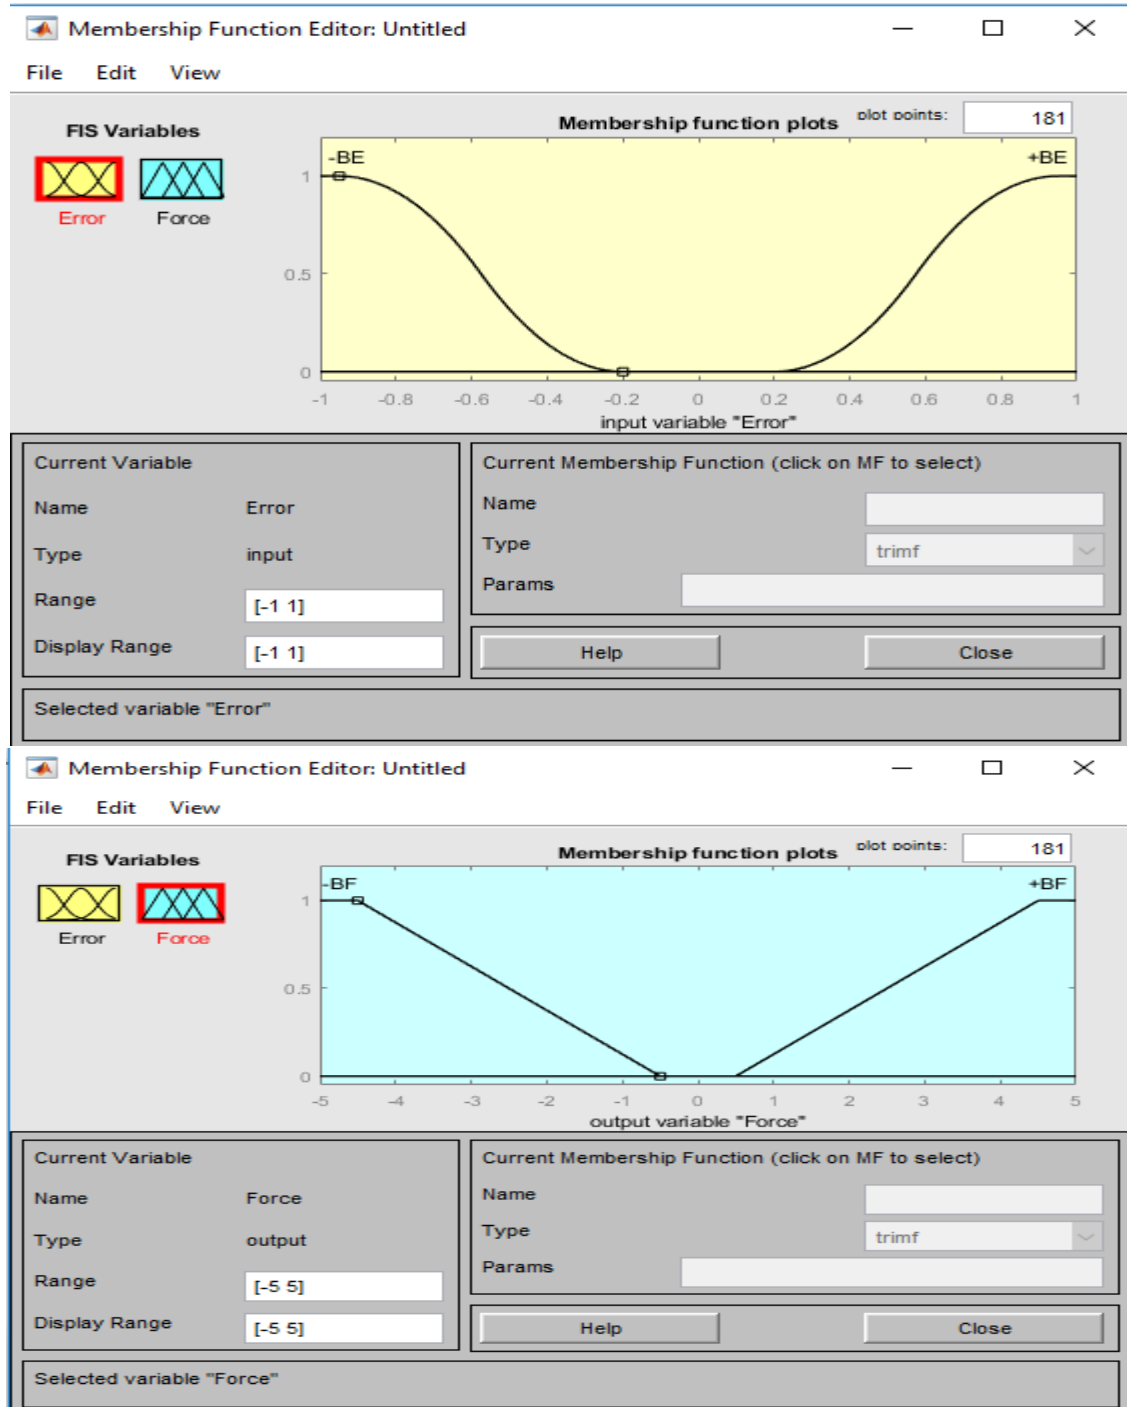 Membership Function Editor: Untitled
File Edit View
FIS Variables
Error Force
Membership function plots plot points: 181
-BE +BE
1
0.5
0
-1 -0.8 -0.6 -0.4 -0.2 0 0.2 0.4 0.6 0.8 1
input variable "Error"
Current Variable
Name Error
Type input
Range [-1 1]
Display Range [-1 1]
Current Membership Function (click on MF to select)
Name
Type trimf
Params
Help Close
Selected variable "Error"
Membership Function Editor: Untitled
File Edit View
FIS Variables
Error Force
Membership function plots plot points: 181
-BF +BF
1
0.5
0
-5 -4 -3 -2 -1 0 1 2 3 4 5
output variable "Force"
Current Variable
Name Force
Type output
Range [-5 5]
Display Range [-5 5]
Current Membership Function (click on MF to select)
Name
Type trimf
Params
Help Close
Selected variable "Force"